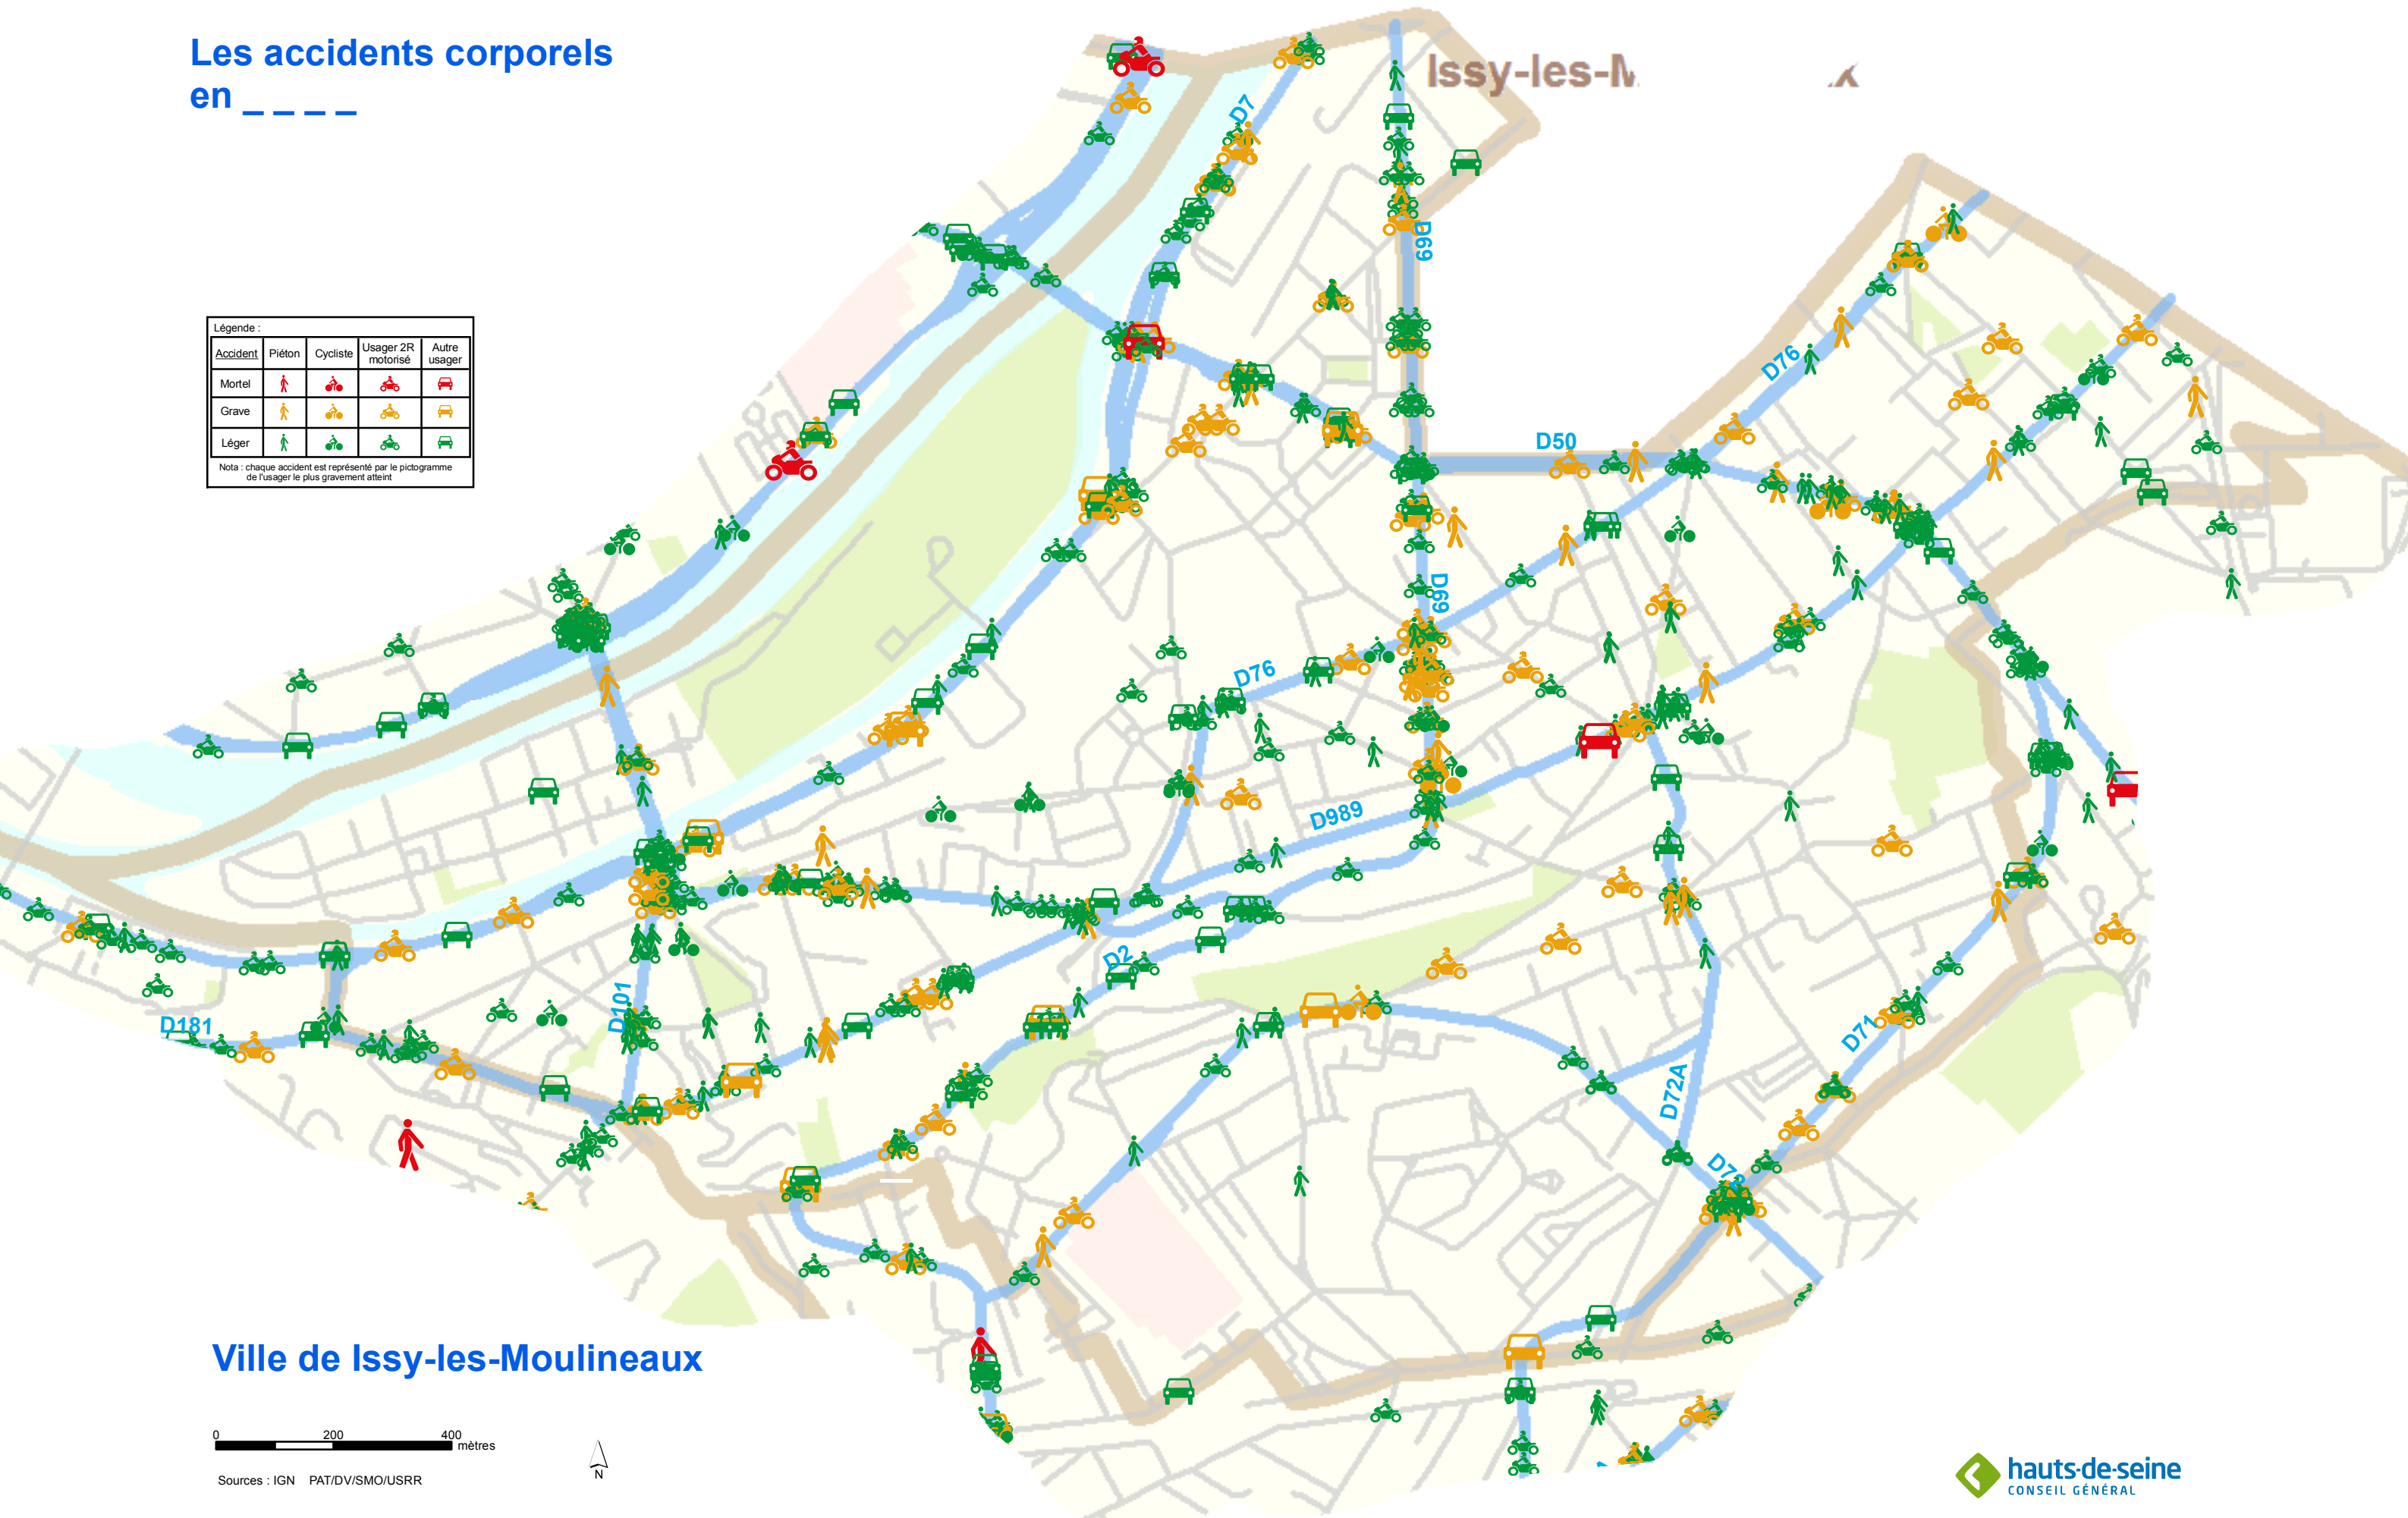 Les accidents corporels
en _ _ _ _
Issy-les-M
x
D7
D69
D76
D50
Légende :
Accident Piéton Cycliste Usager 2R motorisé Autre usager
Mortel
Grave
Léger
Nota : chaque accident est représenté par le pictogramme
de l'usager le plus gravement atteint
D69
D76
D989
D2
D181
D101
D71
D72A
D72
Ville de Issy-les-Moulineaux
0 200 400
mètres
N
Sources : IGN PAT/DV/SMO/USRR
hauts-de-seine
CONSEIL GÉNÉRAL